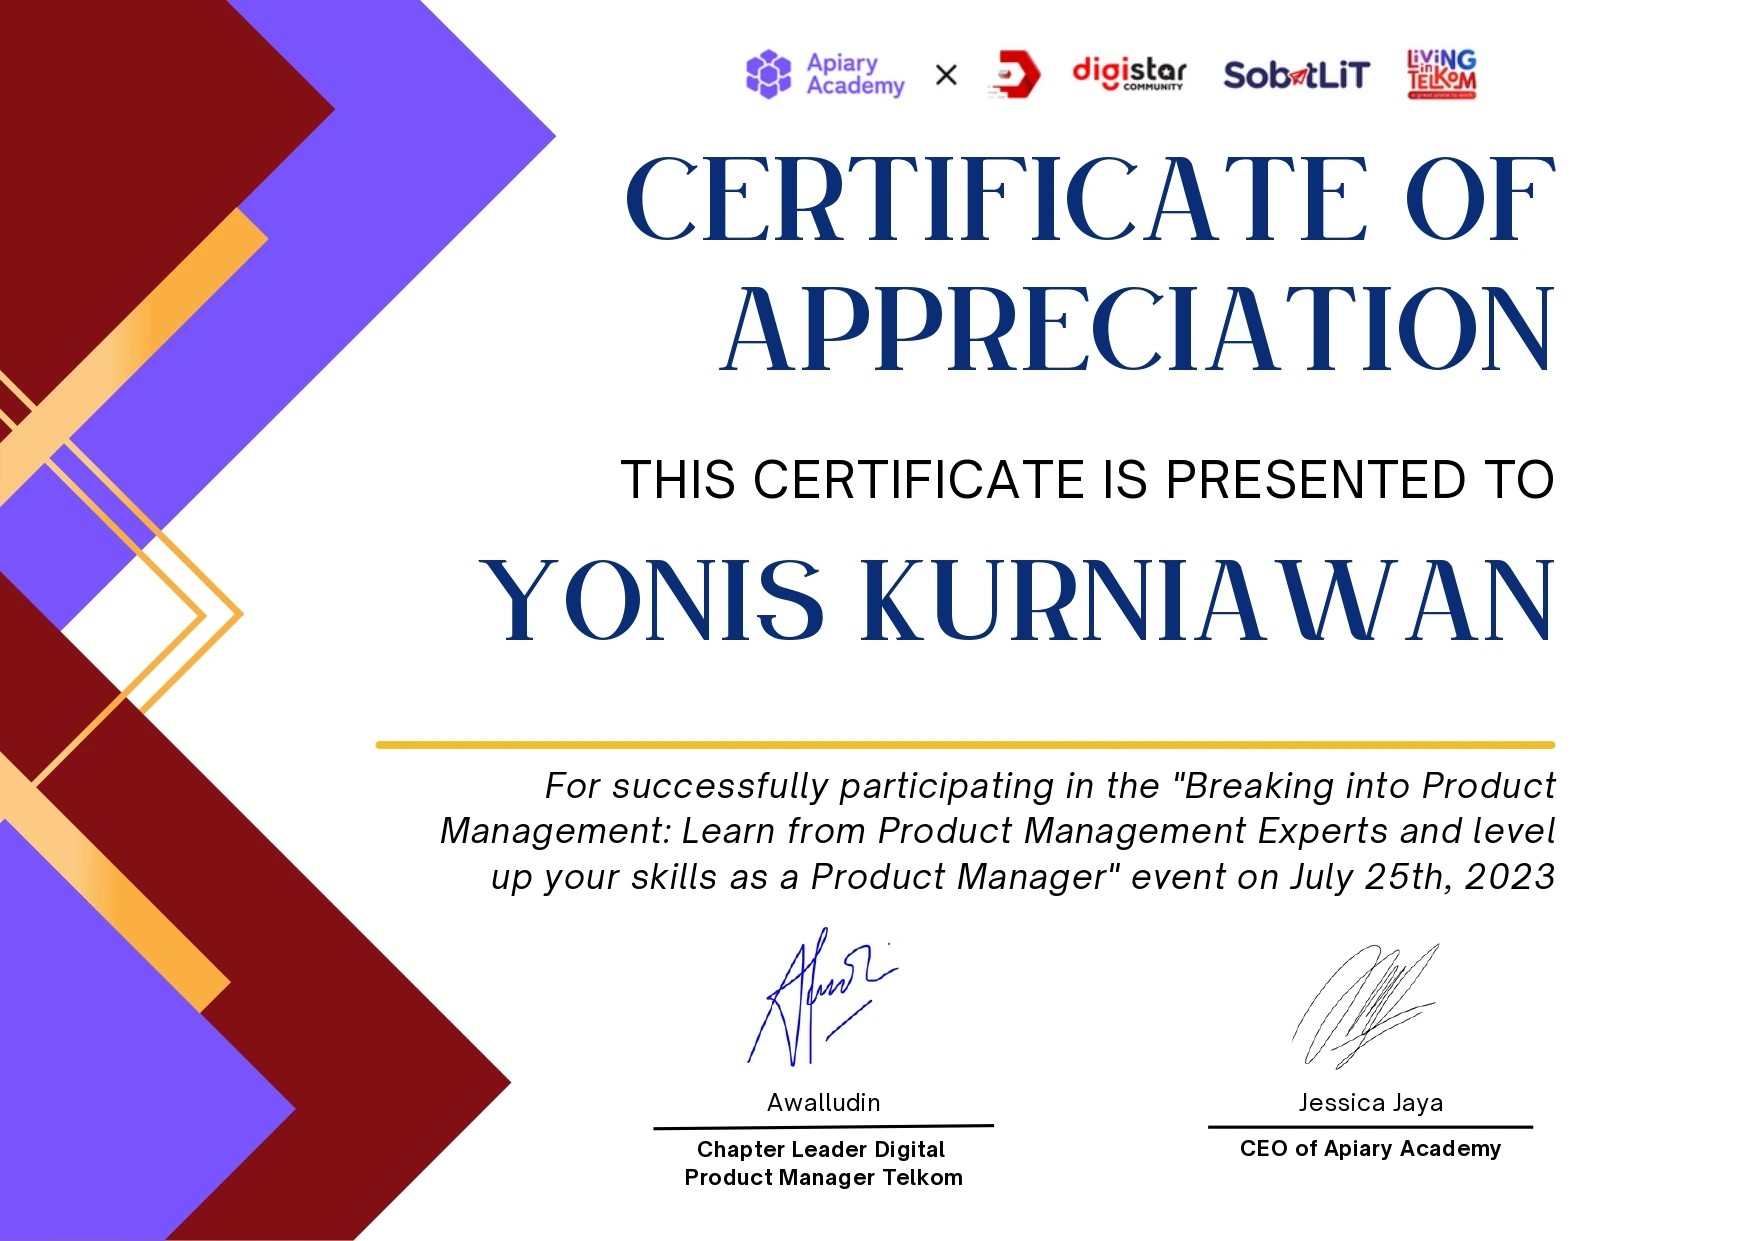 Apiary Academy × digistar COMMUNITY SobatLiT LiViNG in TELKOM
CERTIFICATE OF
APPRECIATION
THIS CERTIFICATE IS PRESENTED TO
YONIS KURNIAWAN
For successfully participating in the "Breaking into Product
Management: Learn from Product Management Experts and level
up your skills as a Product Manager" event on July 25th, 2023
Awalludin
Chapter Leader Digital
Product Manager Telkom
Jessica Jaya
CEO of Apiary Academy